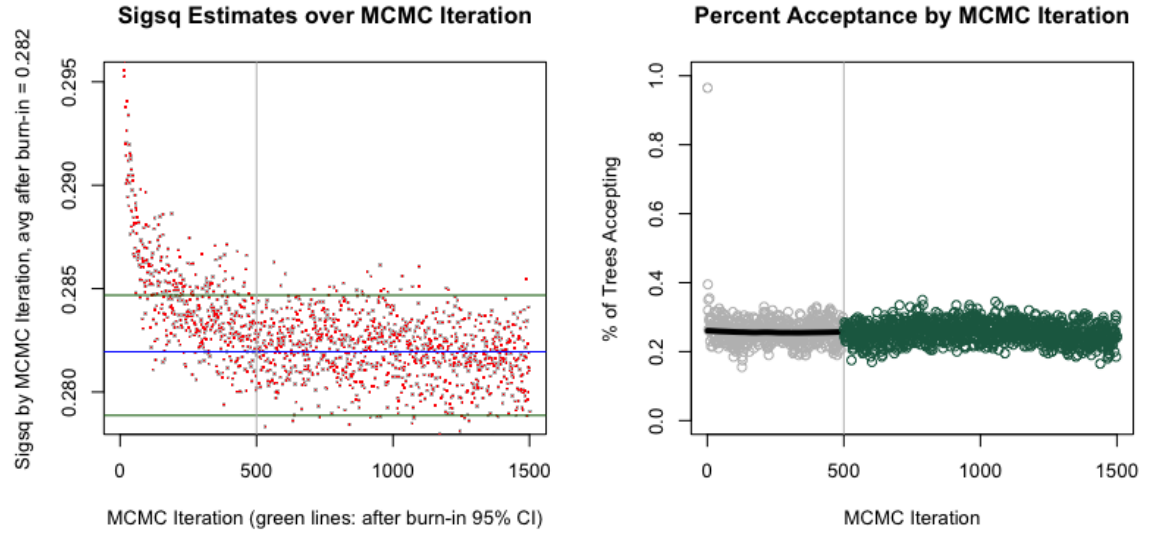 Sigsq Estimates over MCMC Iteration
Sigsq by MCMC Iteration, avg after burn-in = 0.282
0.295
0.290
0.285
0.280
0 500 1000 1500
MCMC Iteration (green lines: after burn-in 95% CI)
Percent Acceptance by MCMC Iteration
% of Trees Accepting
1.0
0.8
0.6
0.4
0.2
0.0
0 500 1000 1500
MCMC Iteration